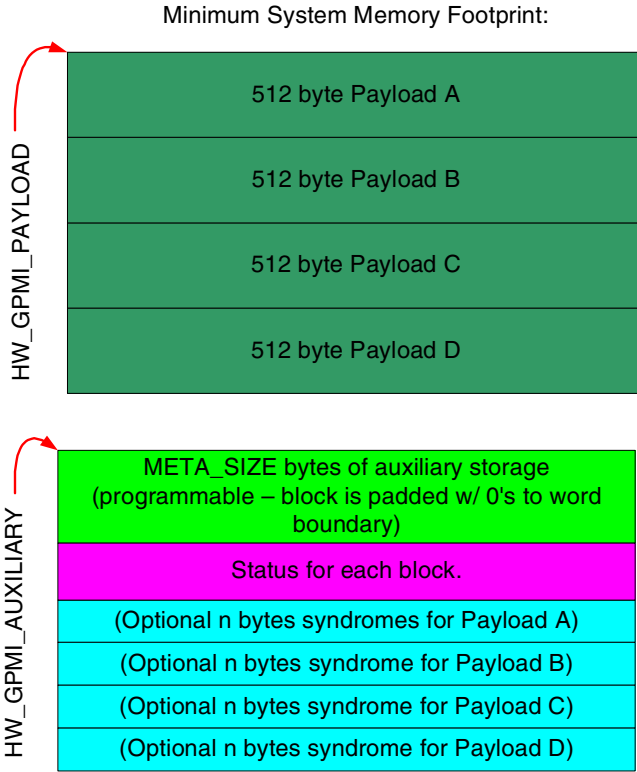 Minimum System Memory Footprint:
HW_GPMI_PAYLOAD
512 byte Payload A
512 byte Payload B
512 byte Payload C
512 byte Payload D
HW_GPMI_AUXILIARY
META_SIZE bytes of auxiliary storage
(programmable – block is padded w/ 0's to word
boundary)
Status for each block.
(Optional n bytes syndromes for Payload A)
(Optional n bytes syndrome for Payload B)
(Optional n bytes syndrome for Payload C)
(Optional n bytes syndrome for Payload D)